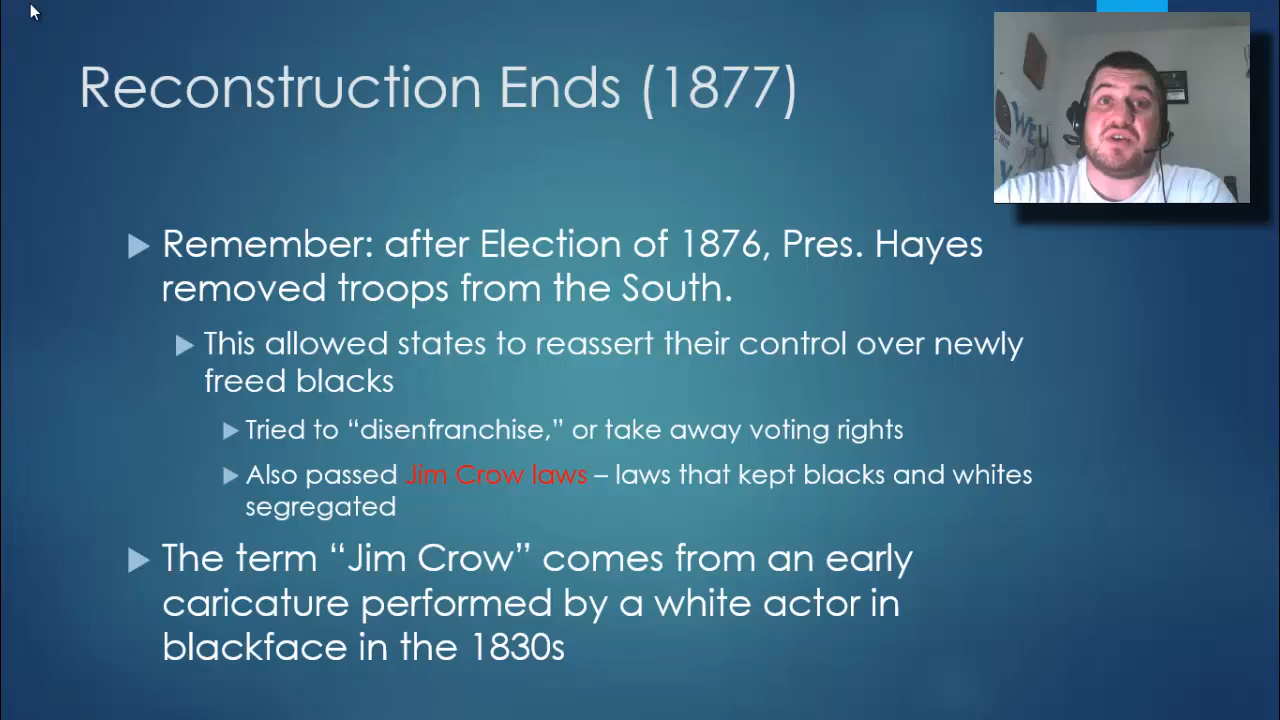 Reconstruction Ends (1877)
Remember: after Election of 1876, Pres. Hayes
removed troops from the South.
This allowed states to reassert their control over newly
freed blacks
Tried to “disenfranchise,” or take away voting rights
Also passed Jim Crow laws – laws that kept blacks and whites
segregated
The term “Jim Crow” comes from an early
caricature performed by a white actor in
blackface in the 1830s